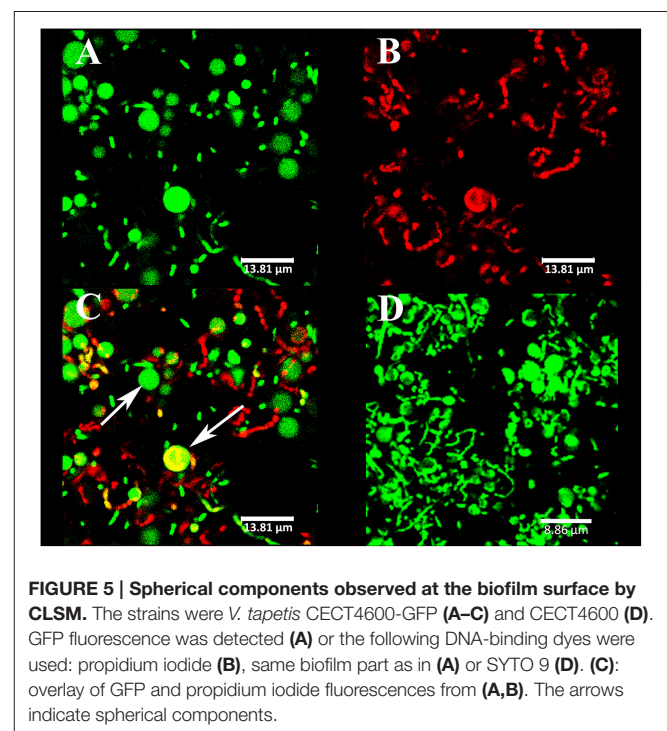 A
B
13.81 µm
13.81 µm
C
D
13.81 µm
8.86 µm
FIGURE 5 | Spherical components observed at the biofilm surface by
CLSM. The strains were V. tapetis CECT4600-GFP (A–C) and CECT4600 (D).
GFP fluorescence was detected (A) or the following DNA-binding dyes were
used: propidium iodide (B), same biofilm part as in (A) or SYTO 9 (D). (C):
overlay of GFP and propidium iodide fluorescences from (A,B). The arrows
indicate spherical components.